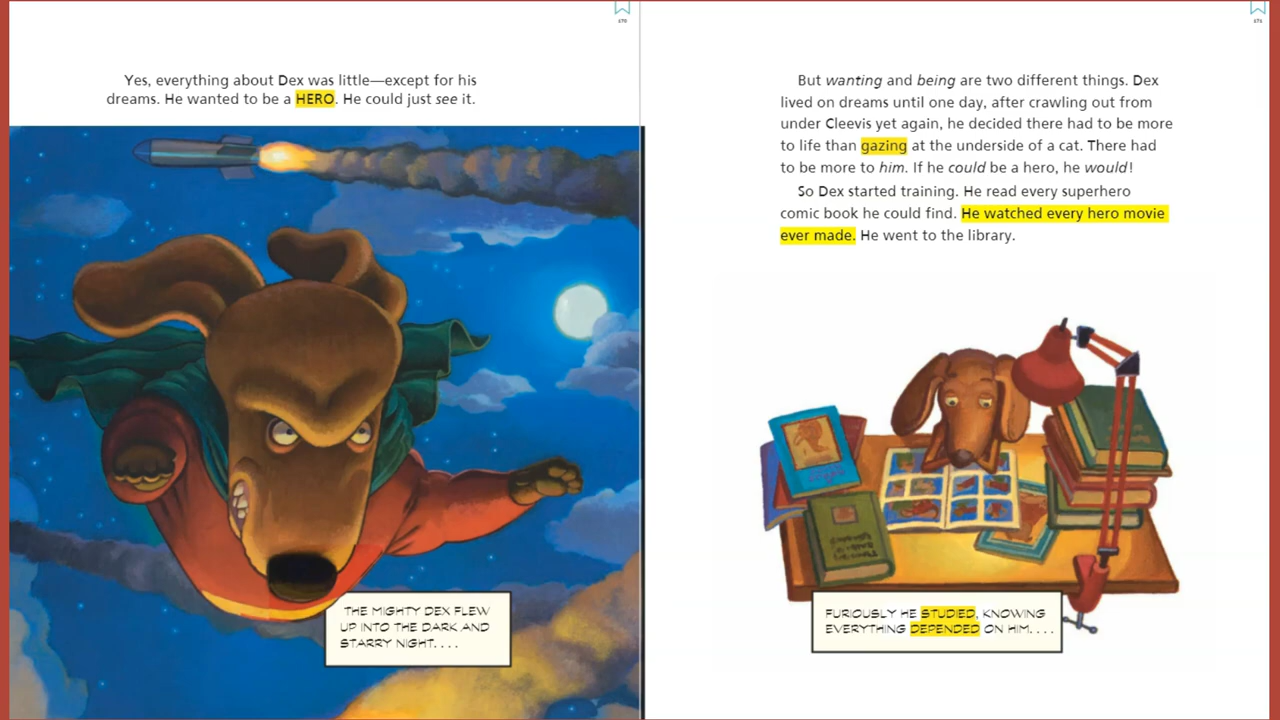 170
Yes, everything about Dex was little—except for his
dreams. He wanted to be a HERO. He could just see it.
THE MIGHTY DEX FLEW
UP INTO THE DARK AND
STARRY NIGHT. . . .
171
But wanting and being are two different things. Dex
lived on dreams until one day, after crawling out from
under Cleevis yet again, he decided there had to be more
to life than gazing at the underside of a cat. There had
to be more to him. If he could be a hero, he would!
So Dex started training. He read every superhero
comic book he could find. He watched every hero movie
ever made. He went to the library.
FURIOUSLY HE STUDIED, KNOWING
EVERYTHING DEPENDED ON HIM. . . .